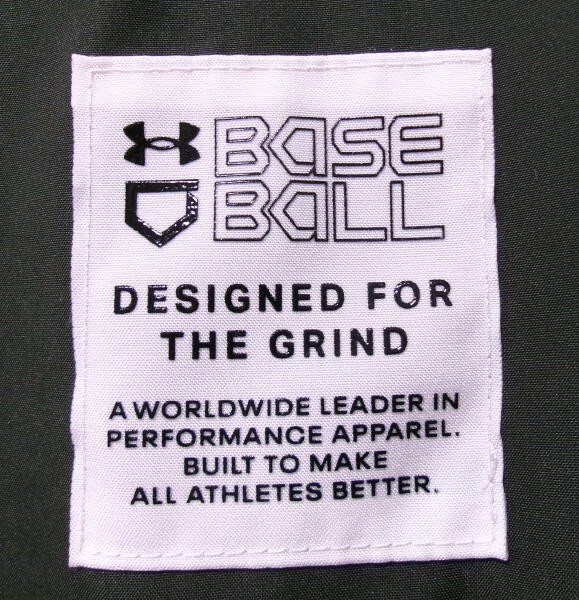 BASE
BALL
DESIGNED FOR
THE GRIND
A WORLDWIDE LEADER IN
PERFORMANCE APPAREL.
BUILT TO MAKE
ALL ATHLETES BETTER.